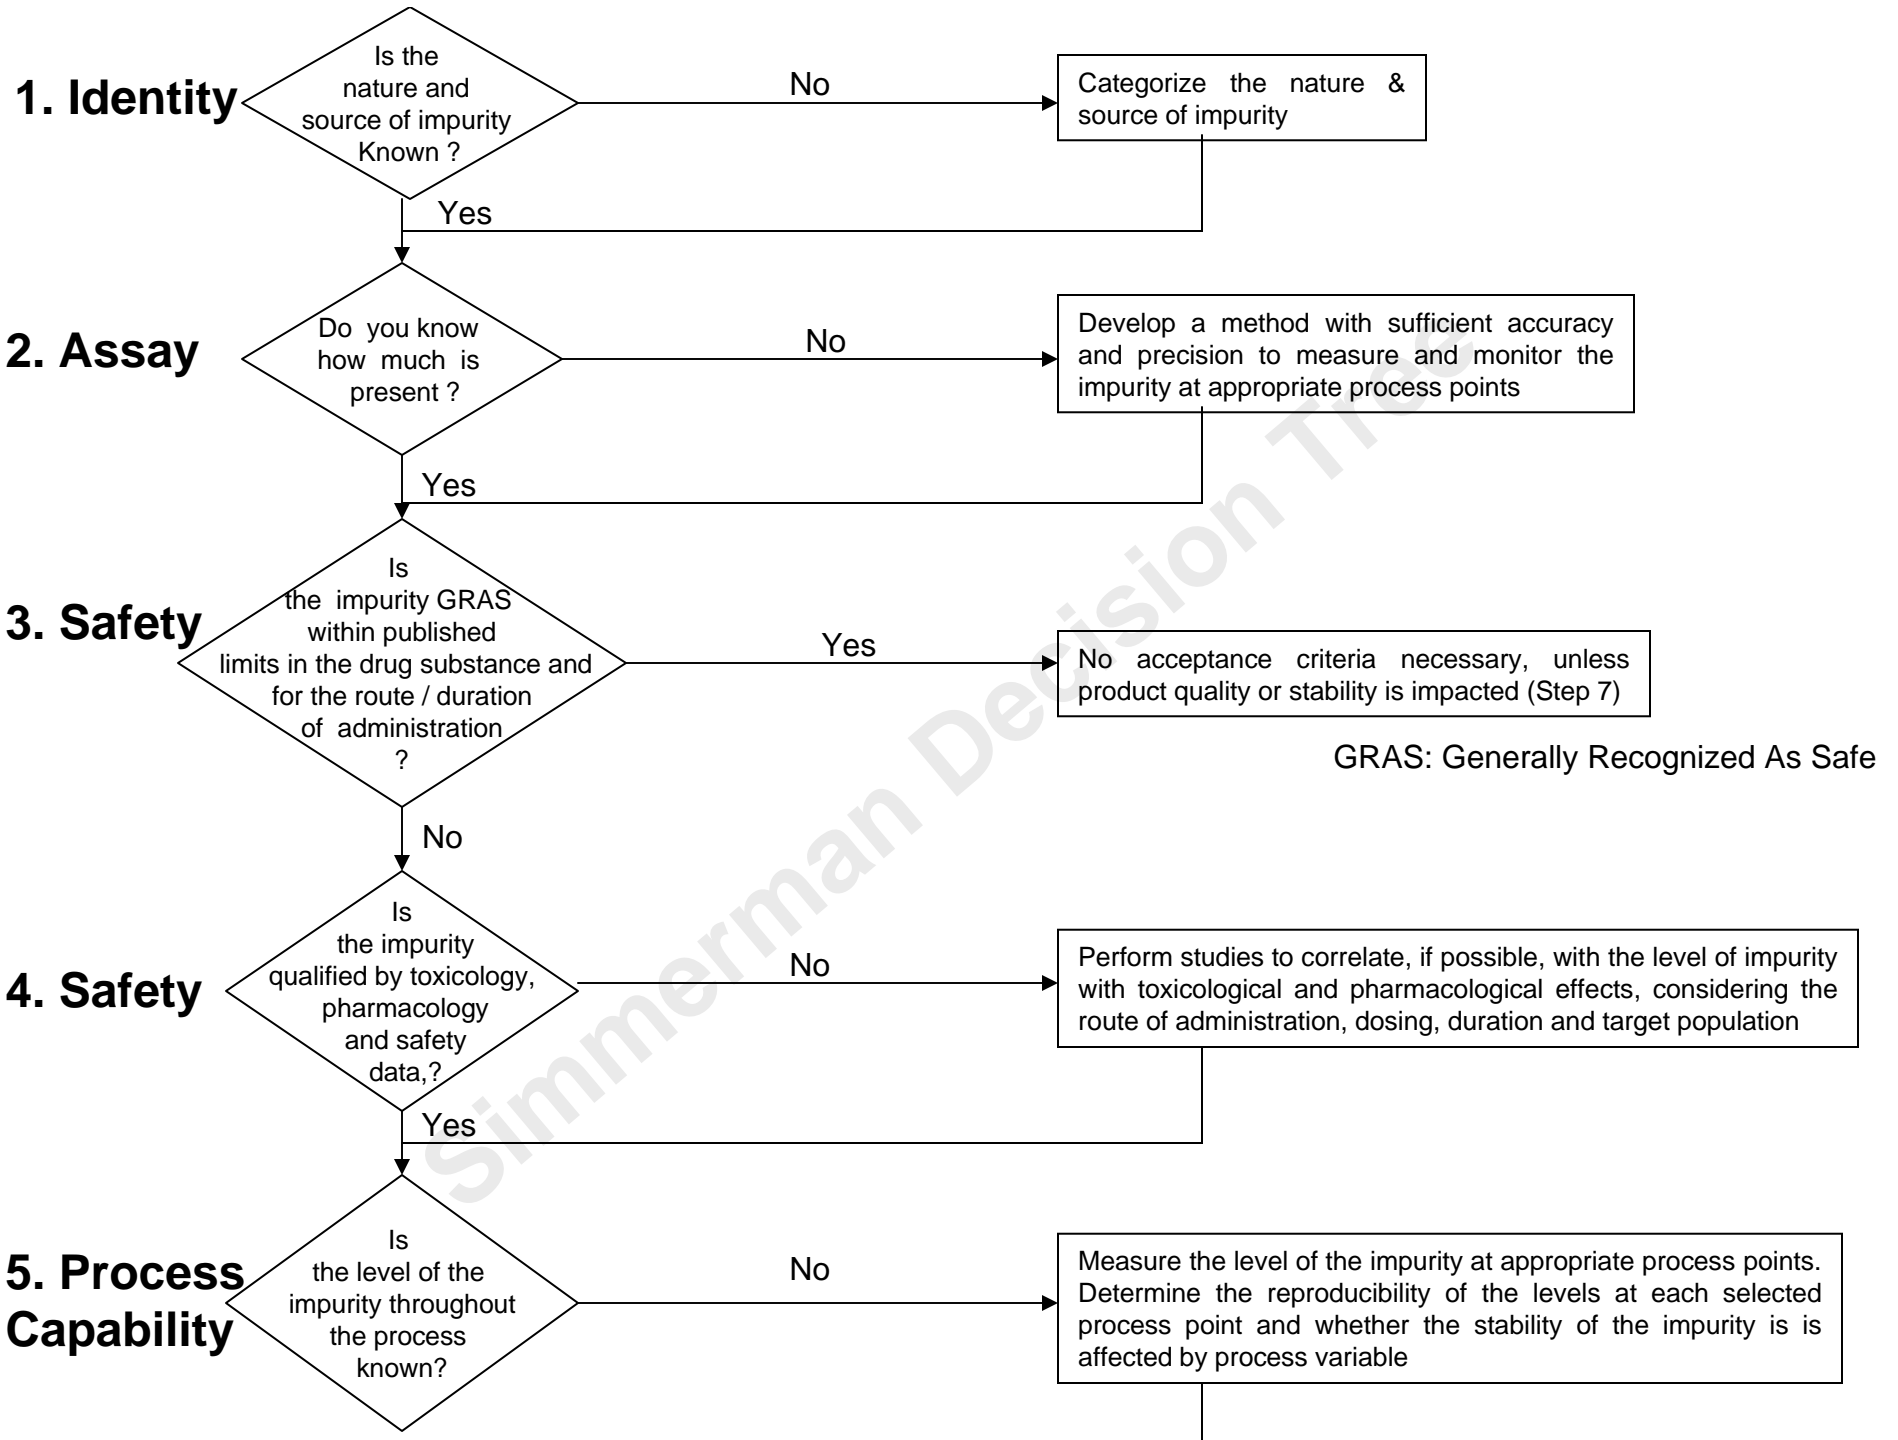 1. Identity
Is the
nature and
source of impurity
Known ?
No
Categorize the nature &
source of impurity
Yes
2. Assay
Do you know
how much is
present ?
No
Develop a method with sufficient accuracy
and precision to measure and monitor the
impurity at appropriate process points
Yes
3. Safety
Is
the impurity GRAS
within published
limits in the drug substance and
for the route / duration
of administration
?
Yes
No acceptance criteria necessary, unless
product quality or stability is impacted (Step 7)
GRAS: Generally Recognized As Safe
No
4. Safety
Is
the impurity
qualified by toxicology,
pharmacology
and safety
data,?
No
Perform studies to correlate, if possible, with the level of impurity
with toxicological and pharmacological effects, considering the
route of administration, dosing, duration and target population
Yes
5. Process
Capability
Is
the level of the
impurity throughout
the process
known?
No
Measure the level of the impurity at appropriate process points.
Determine the reproducibility of the levels at each selected
process point and whether the stability of the impurity is is
affected by process variable
Simmerman Decision Tree